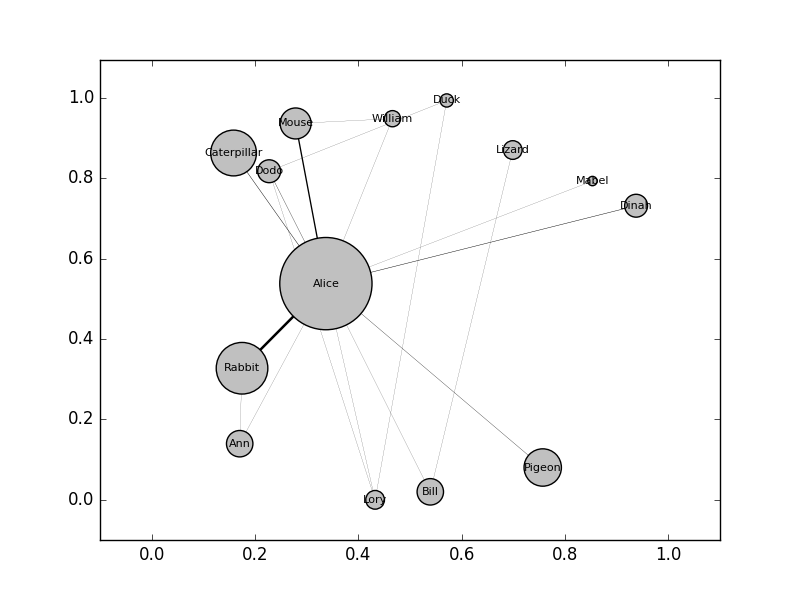 1.0
0.8
0.6
0.4
0.2
0.0
Duck
William
Mouse
Caterpillar
Lizard
Dodo
Mabel
Dinah
Alice
Rabbit
Ann
Pigeon
Bill
Lory
0.0 0.2 0.4 0.6 0.8 1.0